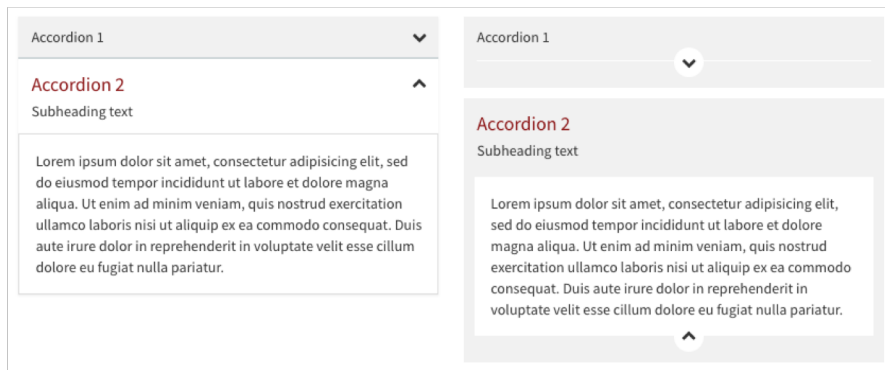 Accordion 1
Accordion 2
Subheading text
Lorem ipsum dolor sit amet, consectetur adipisicing elit, sed
do eiusmod tempor incididunt ut labore et dolore magna
aliqua. Ut enim ad minim veniam, quis nostrud exercitation
ullamco laboris nisi ut aliquip ex ea commodo consequat. Duis
aute irure dolor in reprehenderit in voluptate velit esse cillum
dolore eu fugiat nulla pariatur.
Accordion 1
Accordion 2
Subheading text
Lorem ipsum dolor sit amet, consectetur adipisicing elit,
sed do eiusmod tempor incididunt ut labore et dolore
magna aliqua. Ut enim ad minim veniam, quis nostrud
exercitation ullamco laboris nisi ut aliquip ex ea commodo
consequat. Duis aute irure dolor in reprehenderit in
voluptate velit esse cillum dolore eu fugiat nulla pariatur.